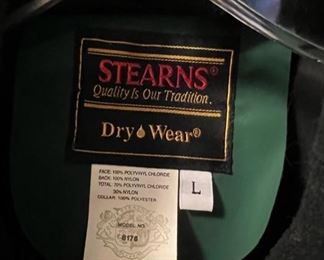 STEARNS®
Quality Is Our Tradition.
Dry Wear®
FACE: 100% POLYVINYL CHLORIDE
BACK: 100% NYLON
TOTAL: 70% POLYVINYL CHLORIDE
30% NYLON
COLLAR: 100% POLYESTER
L
MODEL NO.
8178